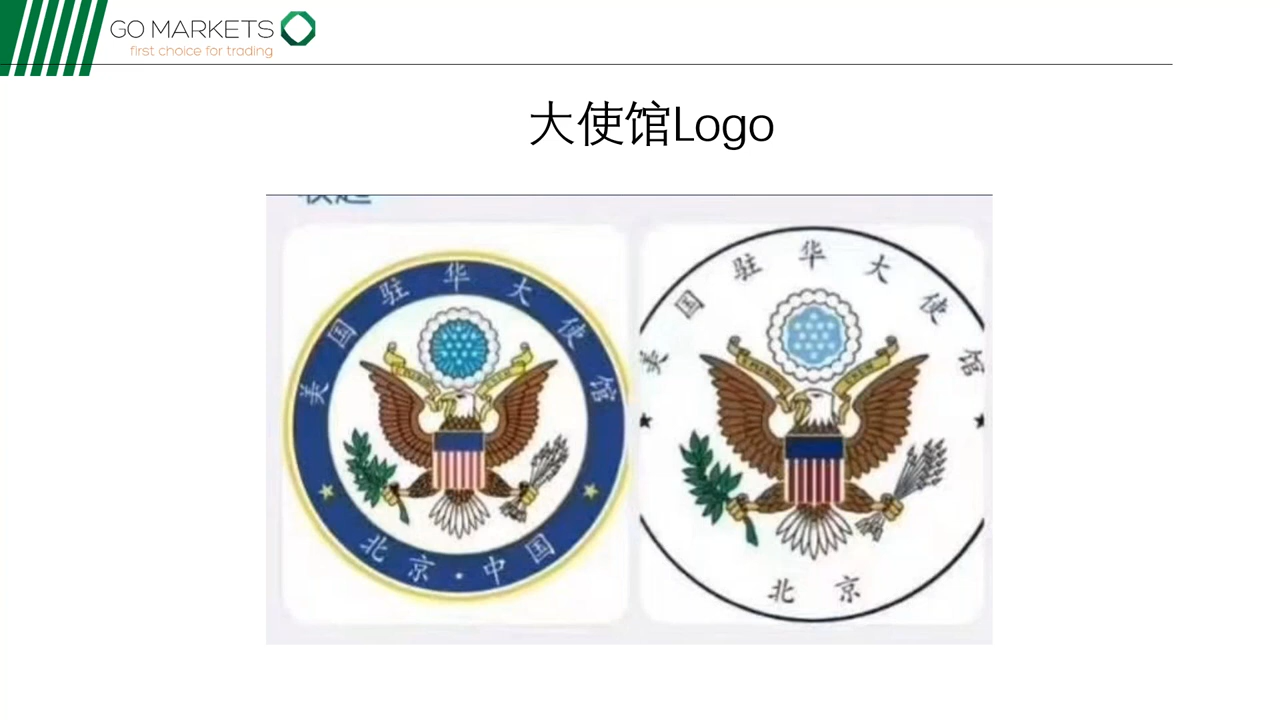 GO MARKETS
first choice for trading
大使馆Logo
美国驻华大使馆
北京·中国
美国驻华大使馆
北京